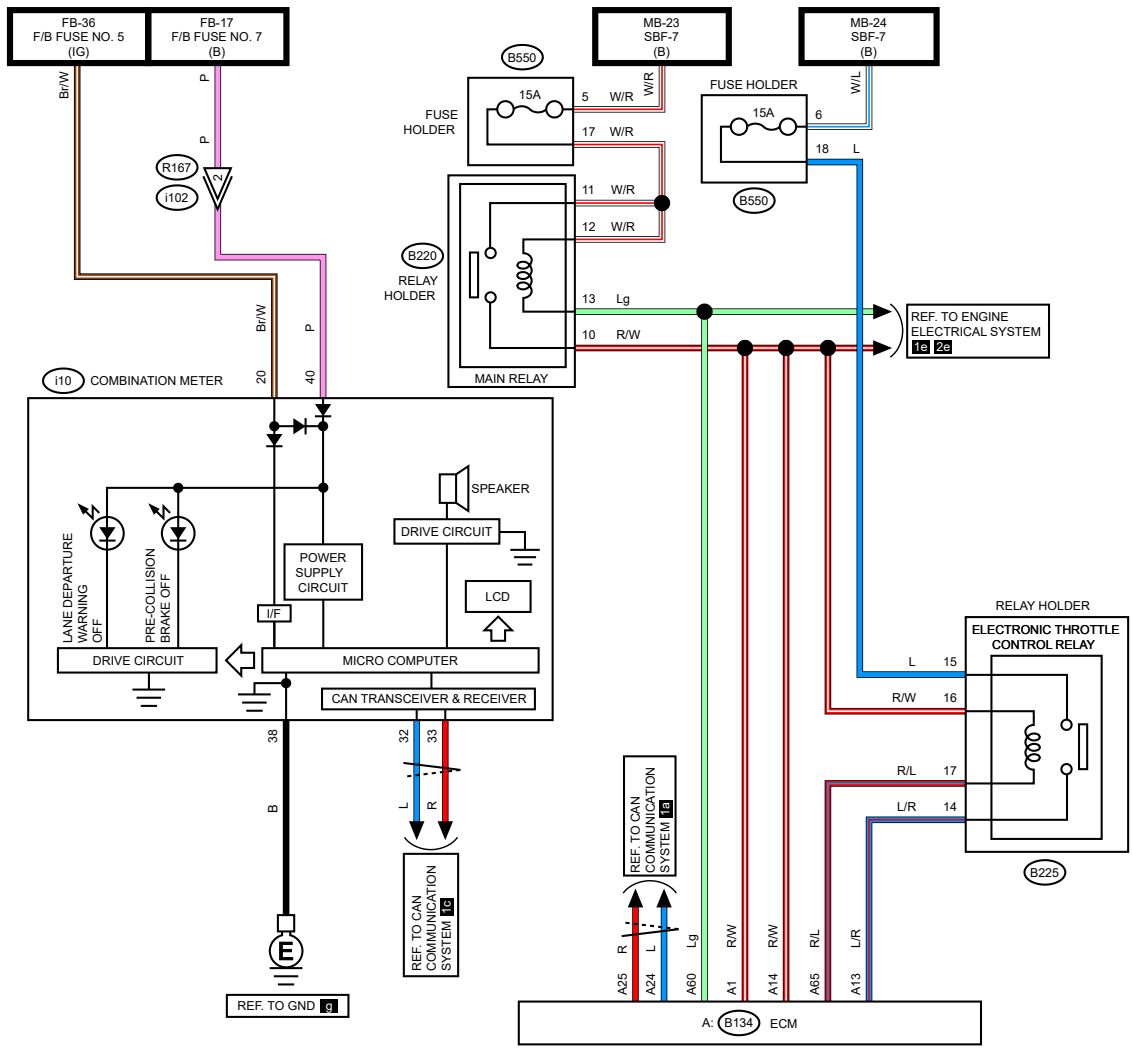 FB-36
F/B FUSE NO. 5
(IG)
FB-17
F/B FUSE NO. 7
(B)
MB-23
SBF-7
(B)
MB-24
SBF-7
(B)
Br/W
P
P
R167
i102
2
Br/W
P
20
40
B550
FUSE
HOLDER
15A
5
W/R
W/R
17
W/R
FUSE HOLDER
15A
W/L
6
18
L
B550
11
W/R
12
W/R
B220
RELAY
HOLDER
13
Lg
10
R/W
MAIN RELAY
REF. TO ENGINE
ELECTRICAL SYSTEM
1e 2e
i10
COMBINATION METER
SPEAKER
DRIVE CIRCUIT
LANE DEPARTURE
WARNING
OFF
PRE-COLLISION
BRAKE OFF
POWER
SUPPLY
CIRCUIT
LCD
I/F
DRIVE CIRCUIT
MICRO COMPUTER
CAN TRANSCEIVER & RECEIVER
38
32
33
B
L
R
REF. TO CAN
COMMUNICATION
SYSTEM 1c
E
REF. TO GND g
RELAY HOLDER
ELECTRONIC THROTTLE
CONTROL RELAY
L
15
R/W
16
R/L
17
L/R
14
B225
REF. TO CAN
COMMUNICATION
SYSTEM 1a
R
L
Lg
R/W
R/W
R/L
L/R
A25
A24
A60
A1
A14
A65
A13
A: B134 ECM